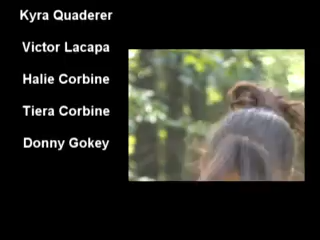 Kyra Quaderer
Victor Lacapa
Halie Corbine
Tiera Corbine
Donny Gokey